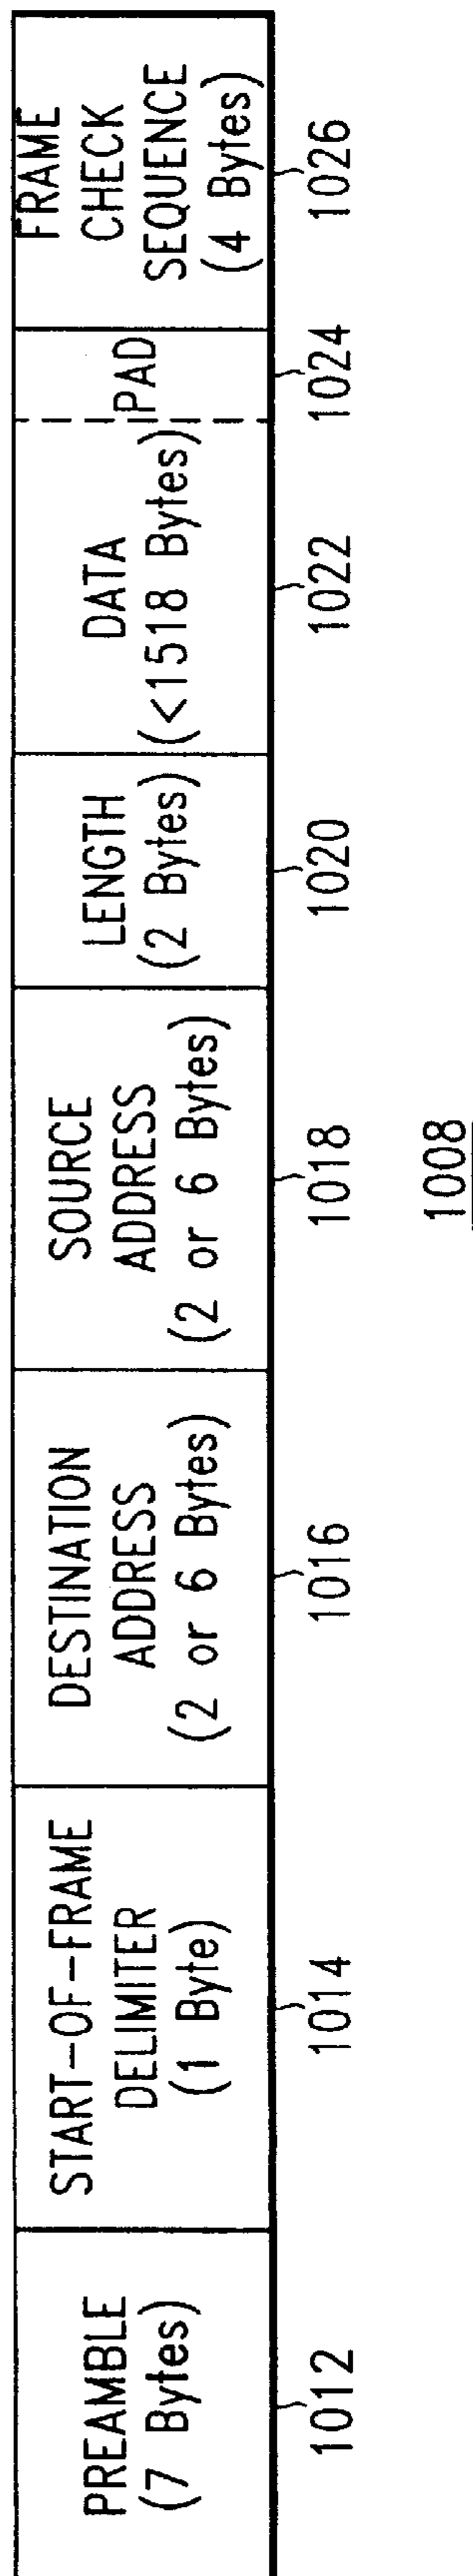 PREAMBLE
(7 Bytes)
START-OF-FRAME
DELIMITER
(1 Byte)
DESTINATION
ADDRESS
(2 or 6 Bytes)
SOURCE
ADDRESS
(2 or 6 Bytes)
LENGTH
(2 Bytes)
DATA
(<1518 Bytes)
PAD
FRAME
CHECK
SEQUENCE
(4 Bytes)
1012
1014
1016
1018
1020
1022
1024
1026
1008